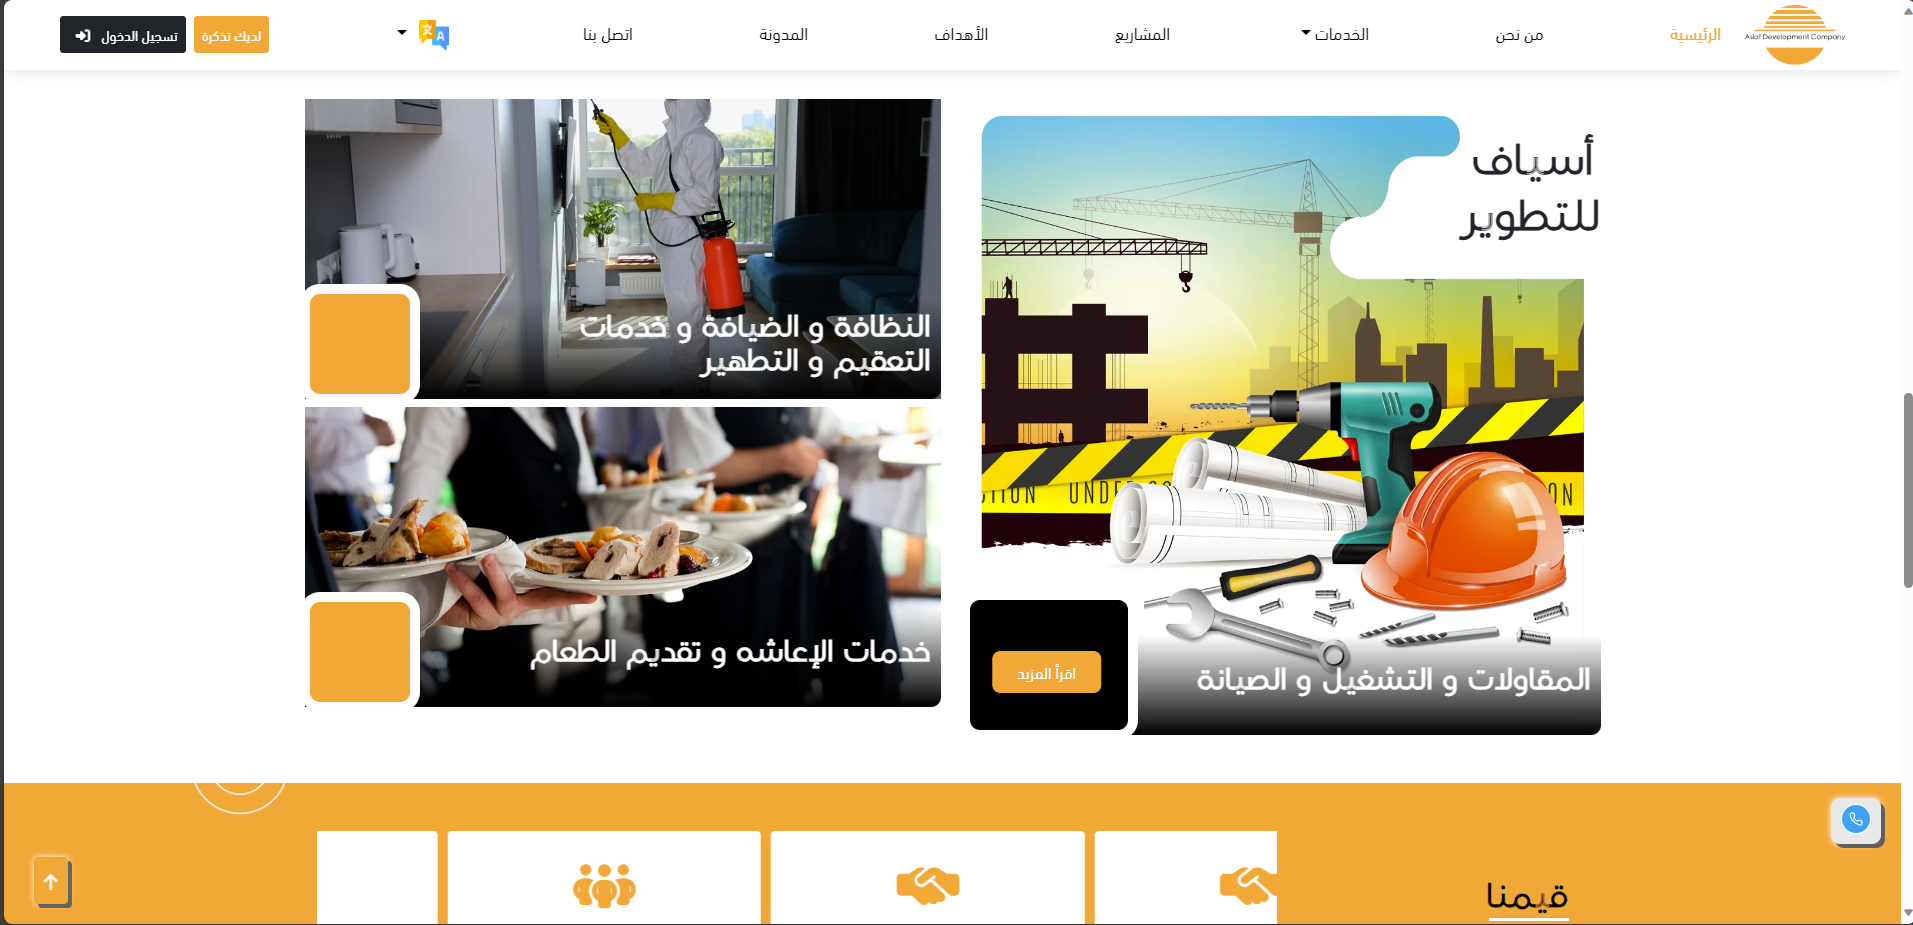 Asiaf Development Company
الرئيسية
من نحن
الخدمات
المشاريع
الأهداف
المدونة
اتصل بنا
لديك تذكرة
تسجيل الدخول
أسياف
للتطوير
النظافة و الضيافة و خدمات
التعقيم و التطهير
UNDER
ON
خدمات الإعاشه و تقديم الطعام
المقاولات و التشغيل و الصيانة
اقرأ المزيد
قيمنا